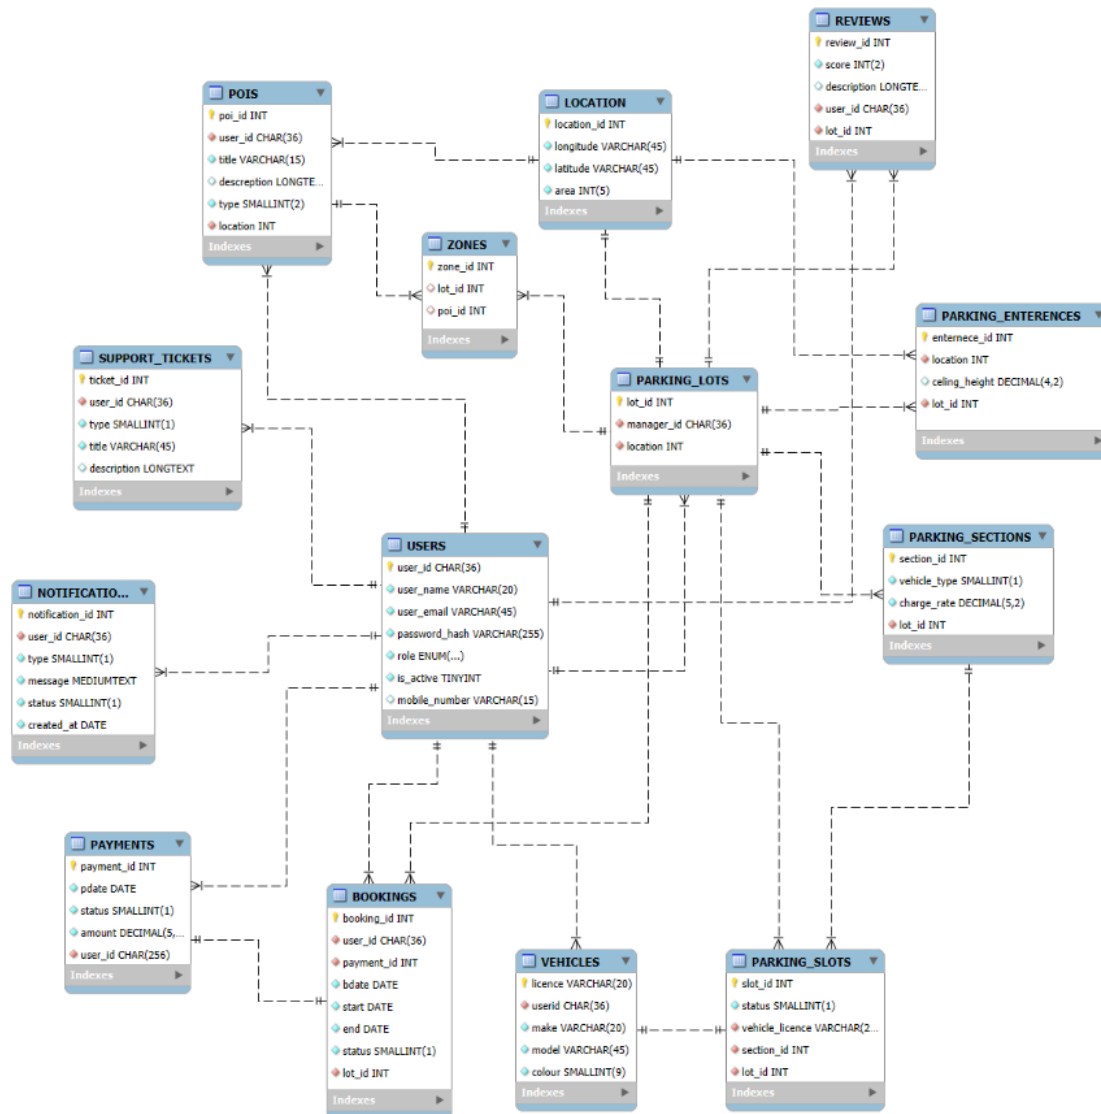 REVIEWS
review_id INT
score INT(2)
description LONGTE...
user_id CHAR(36)
lot_id INT
Indexes
POIS
poi_id INT
user_id CHAR(36)
title VARCHAR(15)
descreption LONGTE...
type SMALLINT(2)
location INT
Indexes
LOCATION
location_id INT
longitude VARCHAR(45)
latitude VARCHAR(45)
area INT(5)
Indexes
ZONES
zone_id INT
lot_id INT
poi_id INT
Indexes
PARKING_ENTERENCES
enternece_id INT
location INT
celing_height DECIMAL(4,2)
lot_id INT
Indexes
SUPPORT_TICKETS
ticket_id INT
user_id CHAR(36)
type SMALLINT(1)
title VARCHAR(45)
description LONGTEXT
Indexes
PARKING_LOTS
lot_id INT
manager_id CHAR(36)
location INT
Indexes
PARKING_SECTIONS
section_id INT
vehicle_type SMALLINT(1)
charge_rate DECIMAL(5,2)
lot_id INT
Indexes
USERS
user_id CHAR(36)
user_name VARCHAR(20)
user_email VARCHAR(45)
password_hash VARCHAR(255)
role ENUM(...)
is_active TINYINT
mobile_number VARCHAR(15)
Indexes
NOTIFICATIO...
notification_id INT
user_id CHAR(36)
type SMALLINT(1)
message MEDIUMTEXT
status SMALLINT(1)
created_at DATE
Indexes
PAYMENTS
payment_id INT
pdate DATE
status SMALLINT(1)
amount DECIMAL(5,...
user_id CHAR(256)
Indexes
BOOKINGS
booking_id INT
user_id CHAR(36)
payment_id INT
bdate DATE
start DATE
end DATE
status SMALLINT(1)
lot_id INT
Indexes
VEHICLES
licence VARCHAR(20)
userid CHAR(36)
make VARCHAR(20)
model VARCHAR(45)
colour SMALLINT(9)
Indexes
PARKING_SLOTS
slot_id INT
status SMALLINT(1)
vehicle_licence VARCHAR(2...
section_id INT
lot_id INT
Indexes